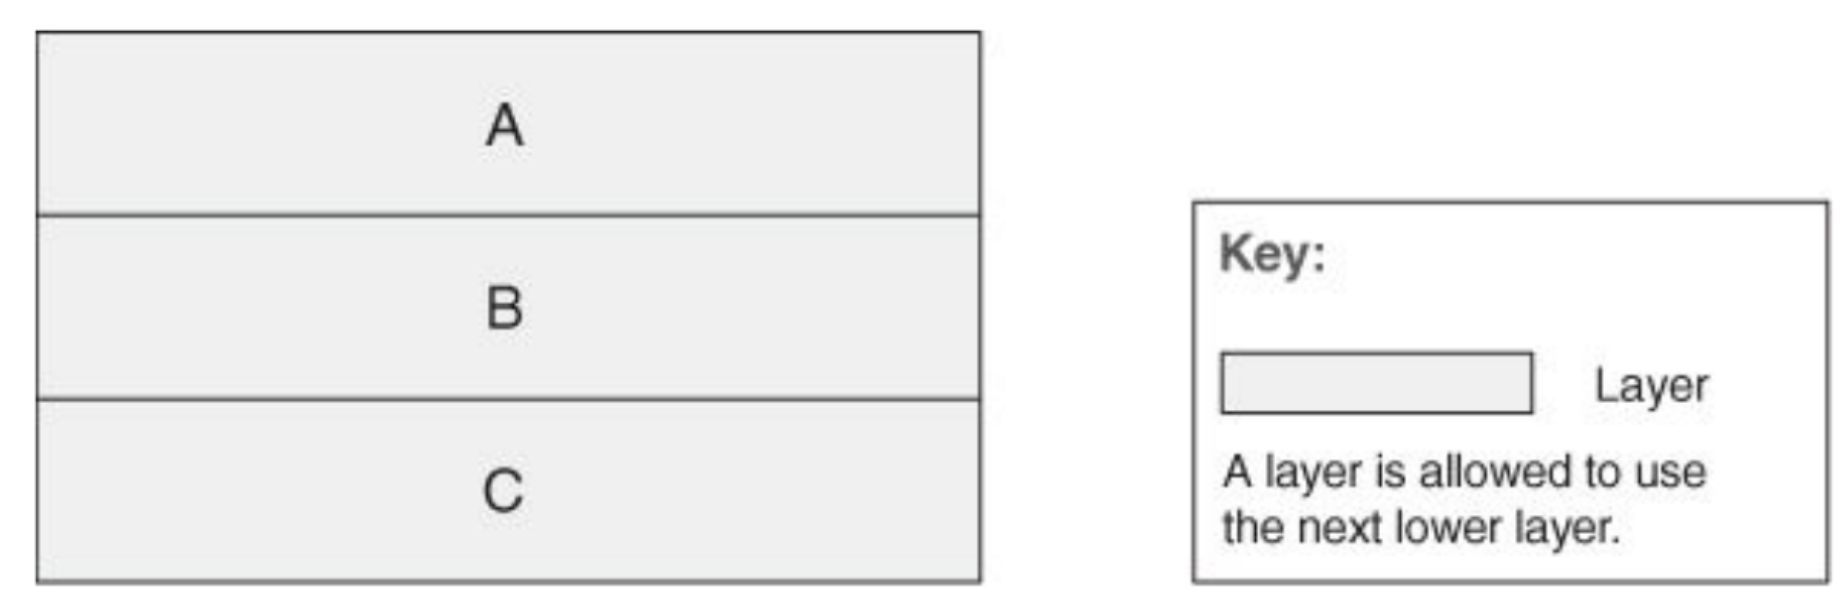 A
B
C
Key:
Layer
A layer is allowed to use
the next lower layer.